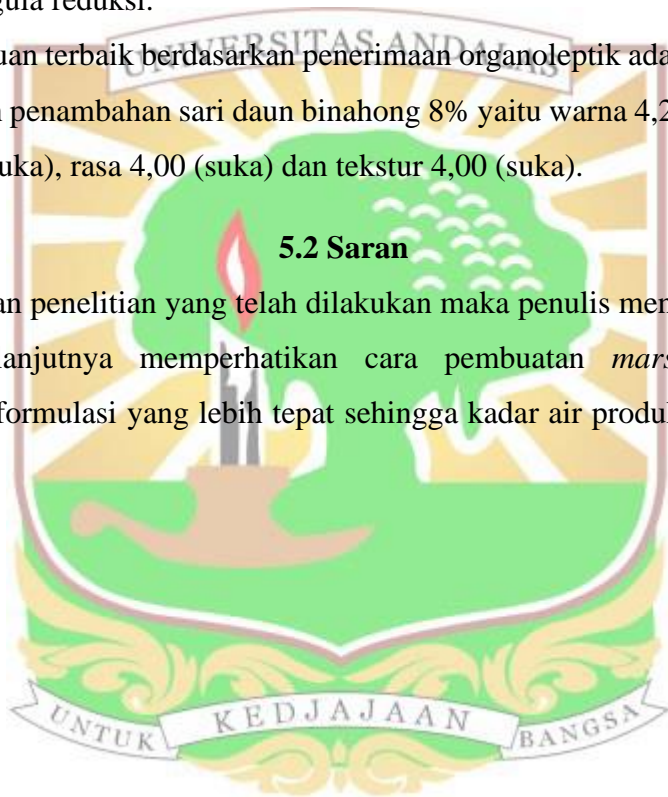 gula reduksi.
uan terbaik berdasarkan penerimaan organoleptik ada
UNIVERSITAS ANDALAS
n penambahan sari daun binahong 8% yaitu warna 4,2
uka), rasa 4,00 (suka) dan tekstur 4,00 (suka).
5.2 Saran
an penelitian yang telah dilakukan maka penulis men
lanjutnya memperhatikan cara pembuatan mars
formulasi yang lebih tepat sehingga kadar air produk
UNTUK KEDJAJAAN BANGSA